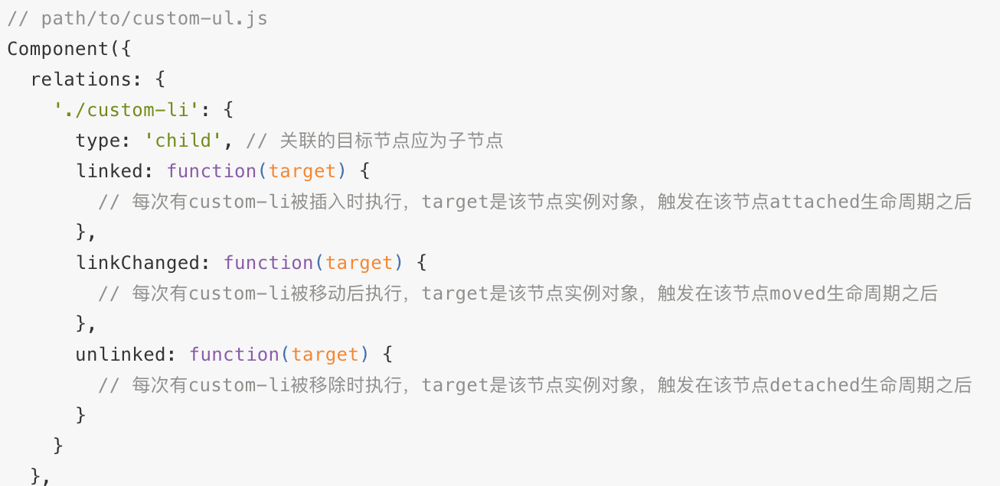 // path/to/custom-ul.js
Component({
  relations: {
    './custom-li': {
      type: 'child', // 关联的目标节点应为子节点
      linked: function(target) {
        // 每次有custom-li被插入时执行，target是该节点实例对象，触发在该节点attached生命周期之后
      },
      linkChanged: function(target) {
        // 每次有custom-li被移动后执行，target是该节点实例对象，触发在该节点moved生命周期之后
      },
      unlinked: function(target) {
        // 每次有custom-li被移除时执行，target是该节点实例对象，触发在该节点detached生命周期之后
      }
    }
  },